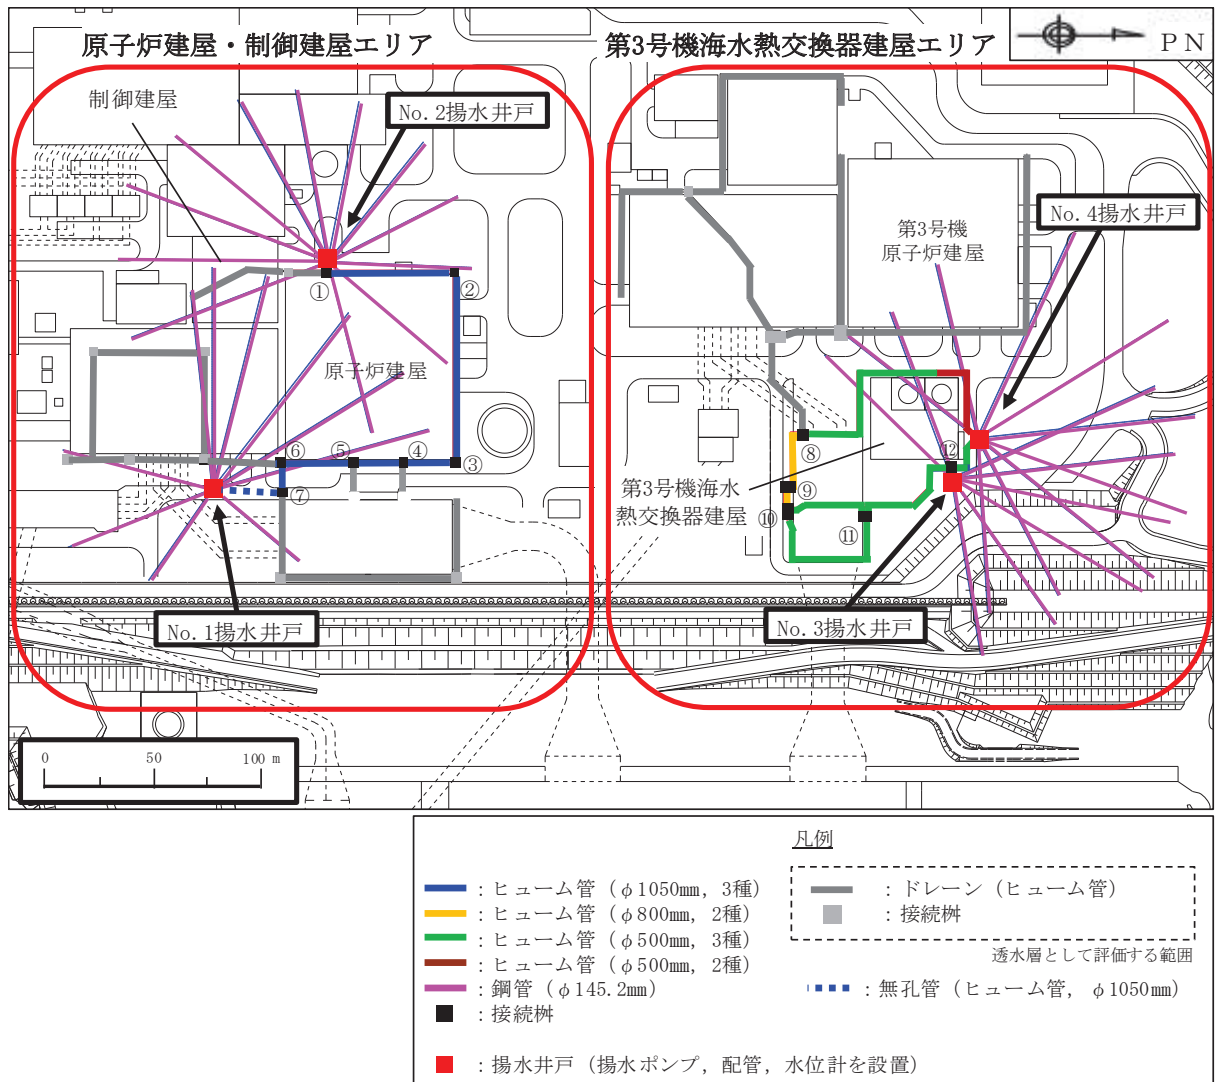 原子炉建屋・制御建屋エリア
第3号機海水熱交換器建屋エリア
PN
制御建屋
No.2揚水井戸
No.4揚水井戸
第3号機
原子炉建屋
①
②
原子炉建屋
⑥
⑤
④
③
⑦
⑧
⑫
⑨
第3号機海水
熱交換器建屋
⑩
⑪
No.1揚水井戸
No.3揚水井戸
0 50 100 m
凡例
：ヒューム管（φ1050mm，3種）
：ヒューム管（φ800mm，2種）
：ヒューム管（φ500mm，3種）
：ヒューム管（φ500mm，2種）
：鋼管（φ145.2mm）
：接続桝
：揚水井戸（揚水ポンプ，配管，水位計を設置）
：ドレーン（ヒューム管）
：接続桝
透水層として評価する範囲
：無孔管（ヒューム管，φ1050mm）